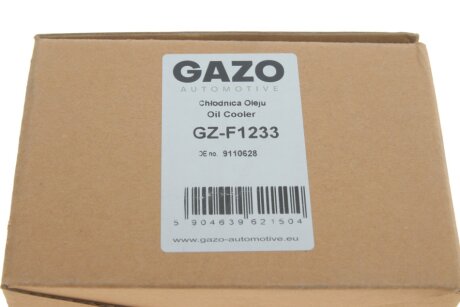 GAZO
AUTOMOTIVE
Chłodnica Oleju
Oil Cooler
GZ-F1233
OE no. 9110628
5 904639 621504
www.gazo-automotive.eu